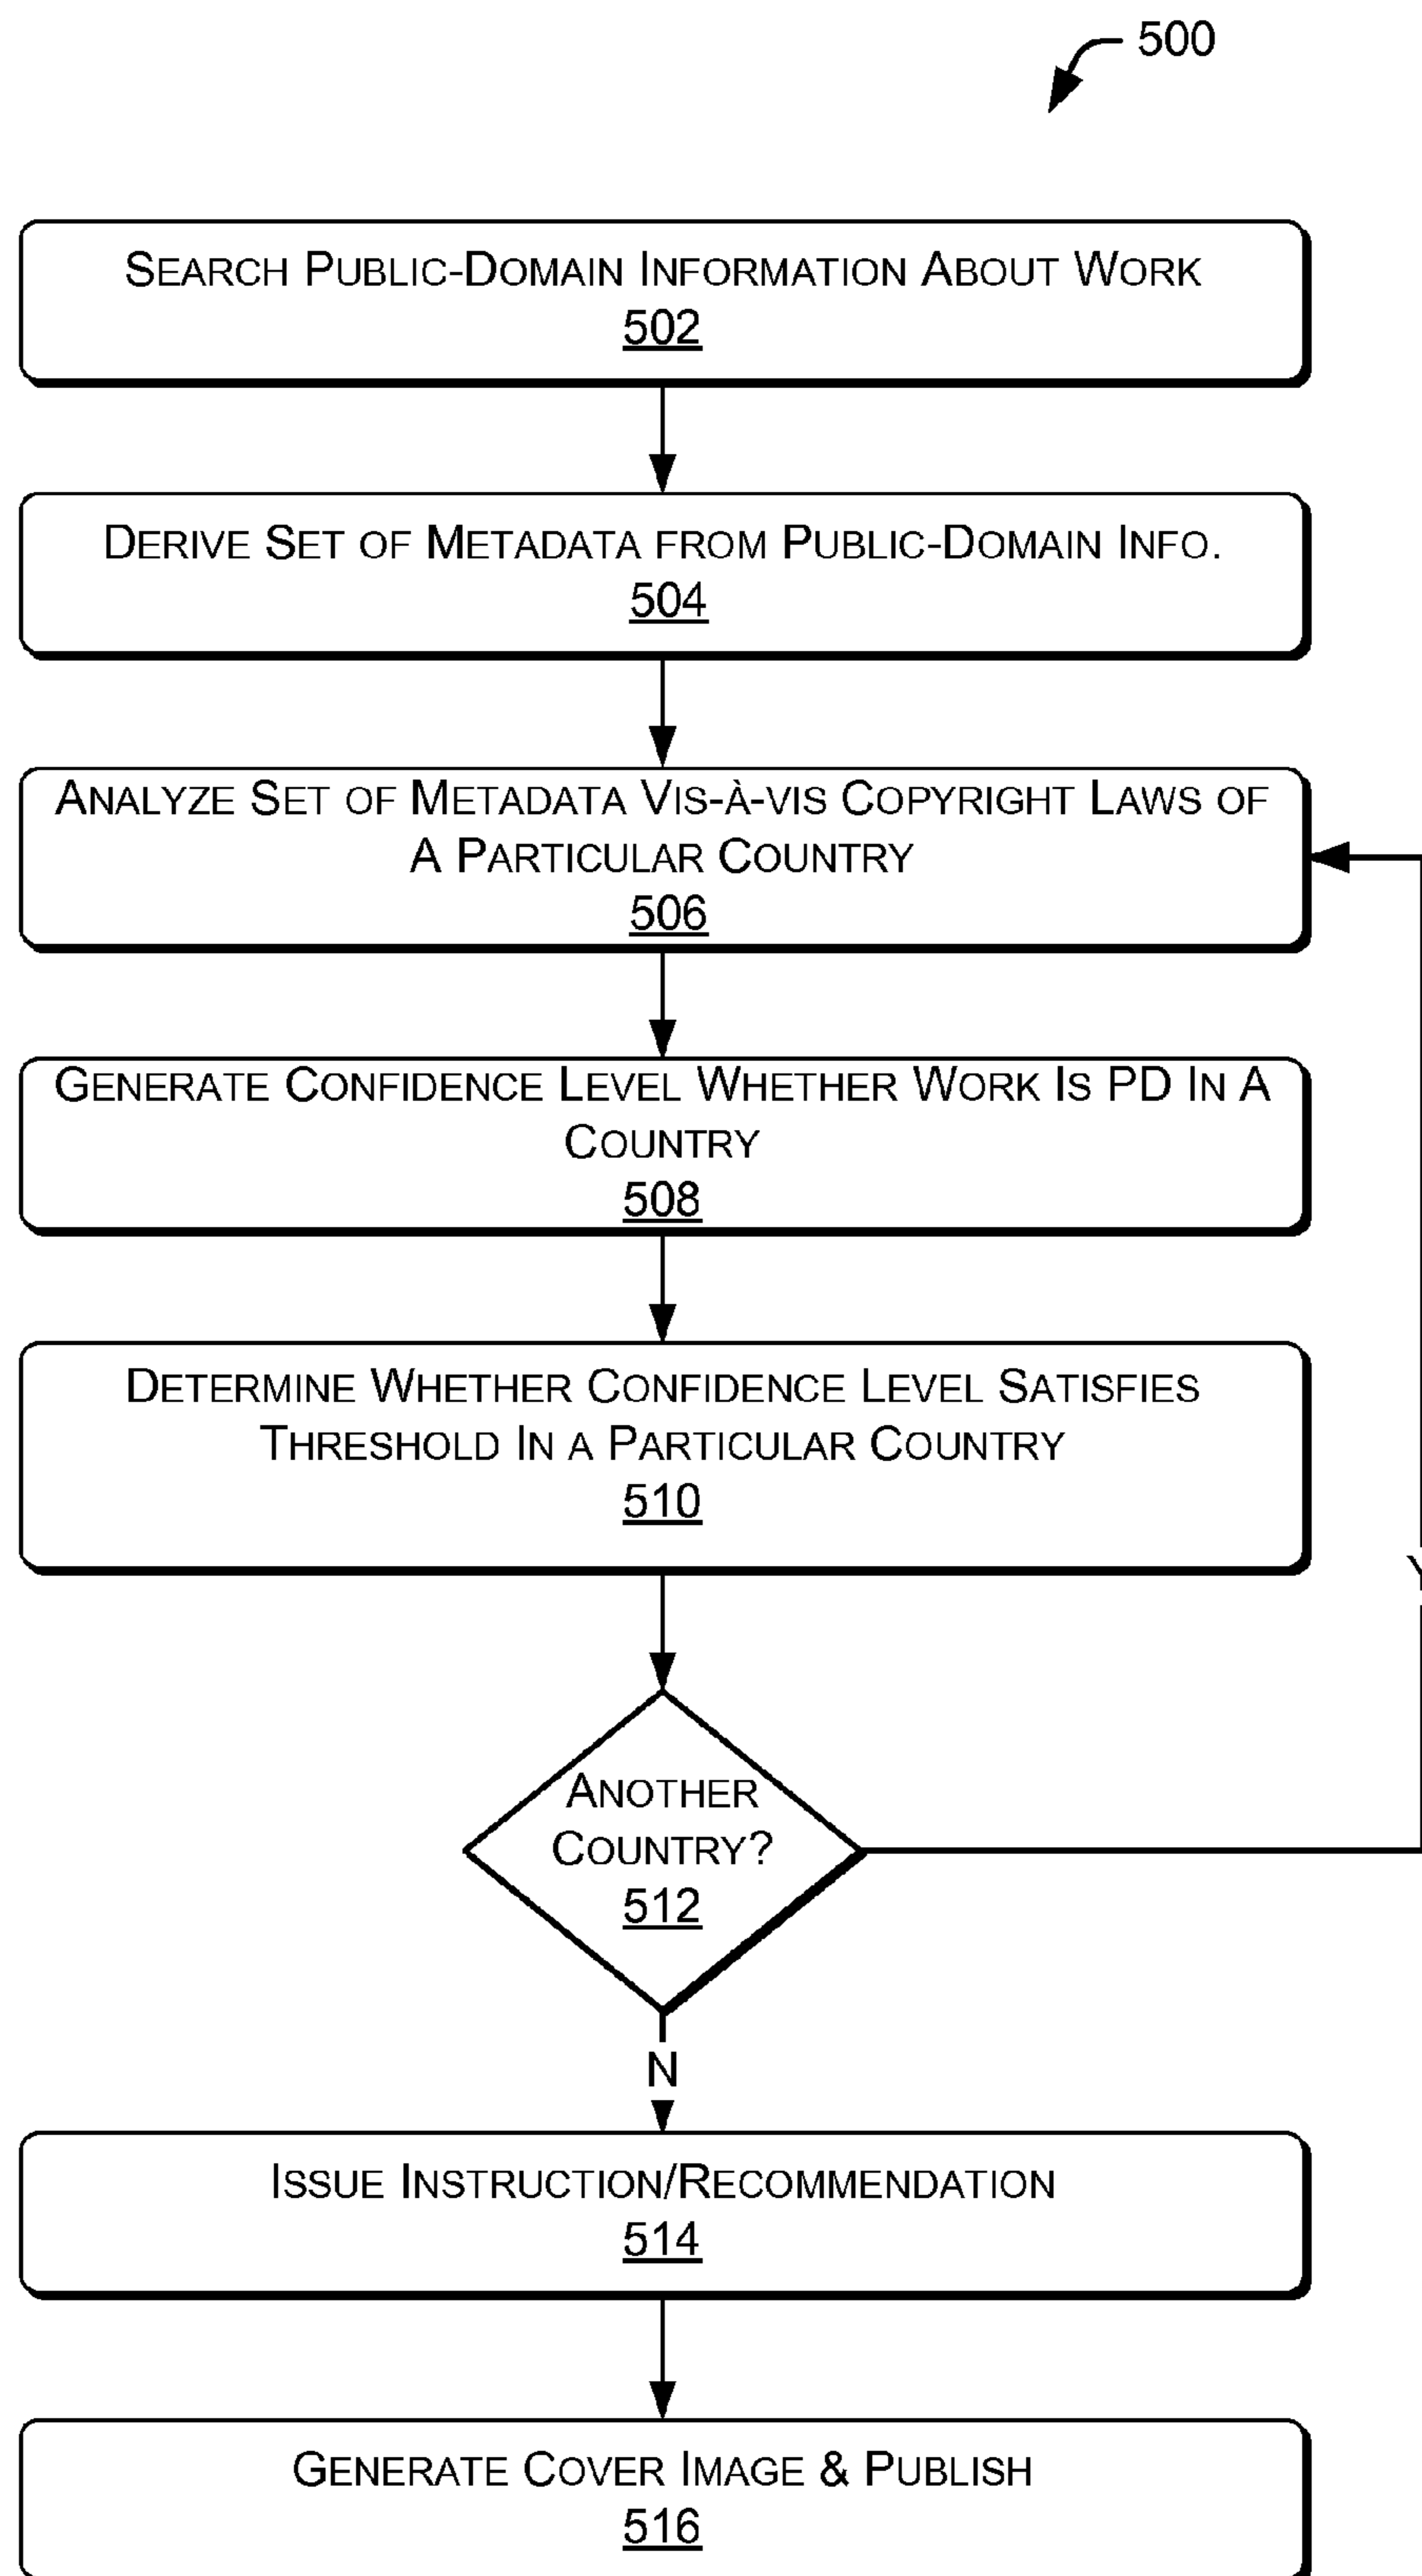 500
SEARCH PUBLIC-DOMAIN INFORMATION ABOUT WORK
502
DERIVE SET OF METADATA FROM PUBLIC-DOMAIN INFO.
504
ANALYZE SET OF METADATA VIS-À-VIS COPYRIGHT LAWS OF
A PARTICULAR COUNTRY
506
GENERATE CONFIDENCE LEVEL WHETHER WORK IS PD IN A
COUNTRY
508
DETERMINE WHETHER CONFIDENCE LEVEL SATISFIES
THRESHOLD IN A PARTICULAR COUNTRY
510
Y
ANOTHER
COUNTRY?
512
N
ISSUE INSTRUCTION/RECOMMENDATION
514
GENERATE COVER IMAGE & PUBLISH
516